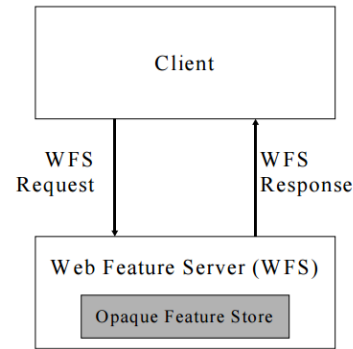 Client
WFS
Request
WFS
Response
Web Feature Server (WFS)
Opaque Feature Store